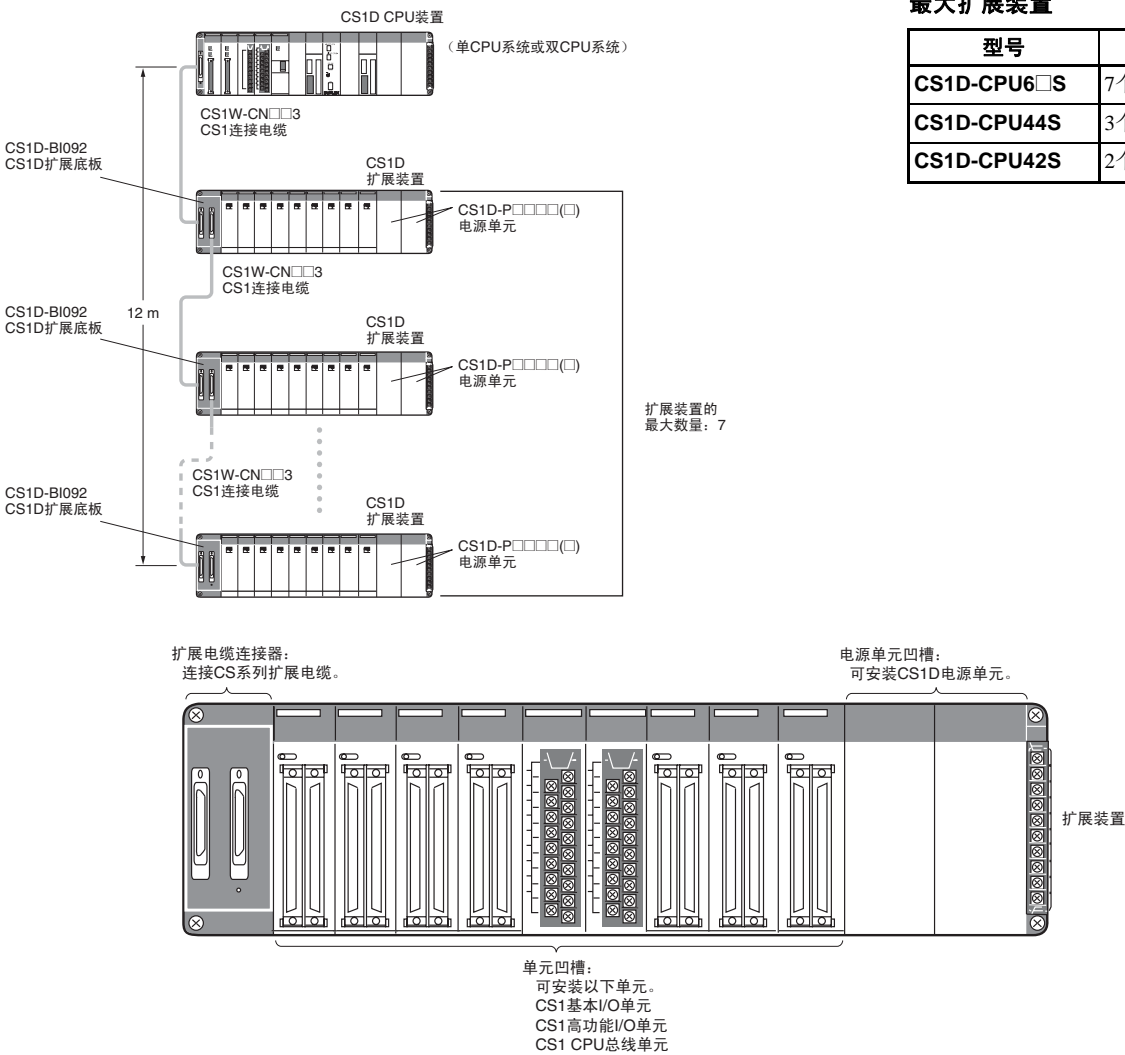 CS1D CPU装置
（单CPU系统或双CPU系统）
CS1W-CN□□3
CS1连接电缆
CS1D-BI092
CS1D扩展底板
CS1D
扩展装置
CS1D-P□□□□(□)
电源单元
CS1W-CN□□3
CS1连接电缆
CS1D-BI092
CS1D扩展底板
12 m
CS1D
扩展装置
CS1D-P□□□□(□)
电源单元
扩展装置的
最大数量：7
CS1W-CN□□3
CS1连接电缆
CS1D-BI092
CS1D扩展底板
CS1D
扩展装置
CS1D-P□□□□(□)
电源单元
最大扩展装置
型号
CS1D-CPU6□S 7个
CS1D-CPU44S 3个
CS1D-CPU42S 2个
扩展电缆连接器：
连接CS系列扩展电缆。
电源单元凹槽：
可安装CS1D电源单元。
扩展装置
单元凹槽：
可安装以下单元。
CS1基本I/O单元
CS1高功能I/O单元
CS1 CPU总线单元